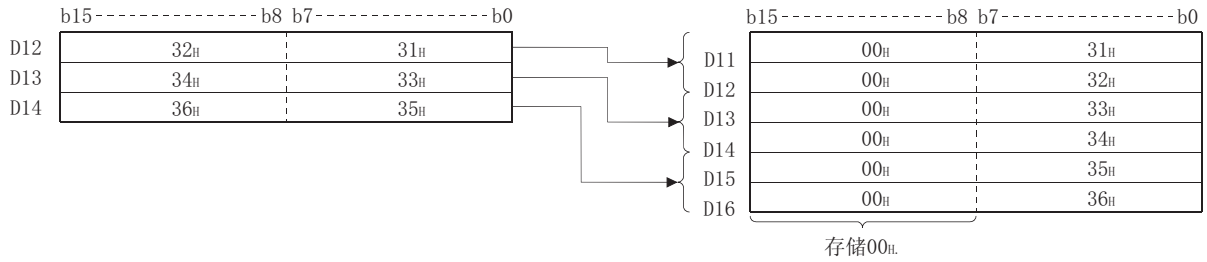 b15 b8 b7 b0
D12 32H 31H
D13 34H 33H
D14 36H 35H
b15 b8 b7 b0
D11 00H 31H
D12 00H 32H
D13 00H 33H
D14 00H 34H
D15 00H 35H
D16 00H 36H
存储00H.